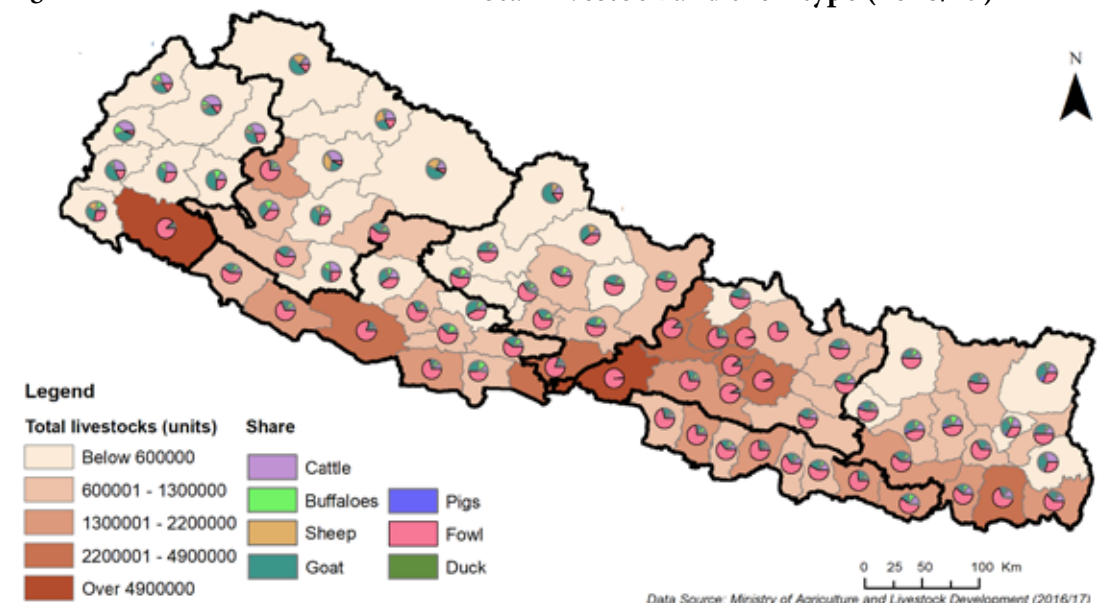 N
Legend
Total livestocks (units) Share
Below 600000
600001 - 1300000
1300001 - 2200000
2200001 - 4900000
Over 4900000
Cattle
Buffaloes
Sheep
Goat
Pigs
Fowl
Duck
0 25 50 100 Km
Data Source: Ministry of Agriculture and Livestock Development (2016/17)